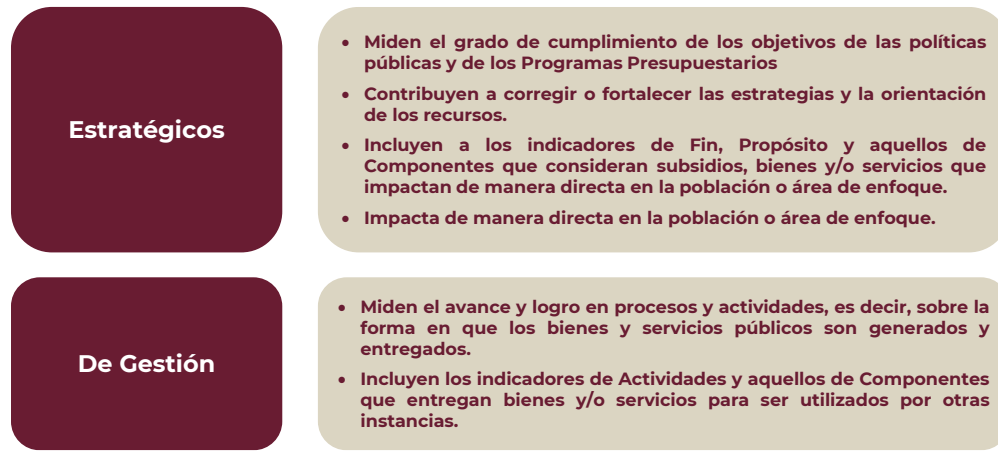 Estratégicos
• Miden el grado de cumplimiento de los objetivos de las políticas
públicas y de los Programas Presupuestarios
• Contribuyen a corregir o fortalecer las estrategias y la orientación
de los recursos.
• Incluyen a los indicadores de Fin, Propósito y aquellos de
Componentes que consideran subsidios, bienes y/o servicios que
impactan de manera directa en la población o área de enfoque.
• Impacta de manera directa en la población o área de enfoque.
De Gestión
• Miden el avance y logro en procesos y actividades, es decir, sobre la
forma en que los bienes y servicios públicos son generados y
entregados.
• Incluyen los indicadores de Actividades y aquellos de Componentes
que entregan bienes y/o servicios para ser utilizados por otras
instancias.